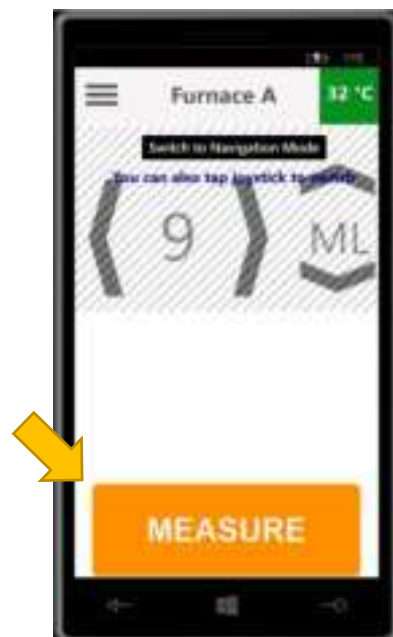 Furnace A
32 °C
Switch to Navigation Mode
You can also tap joystick to switch
9
ML
MEASURE